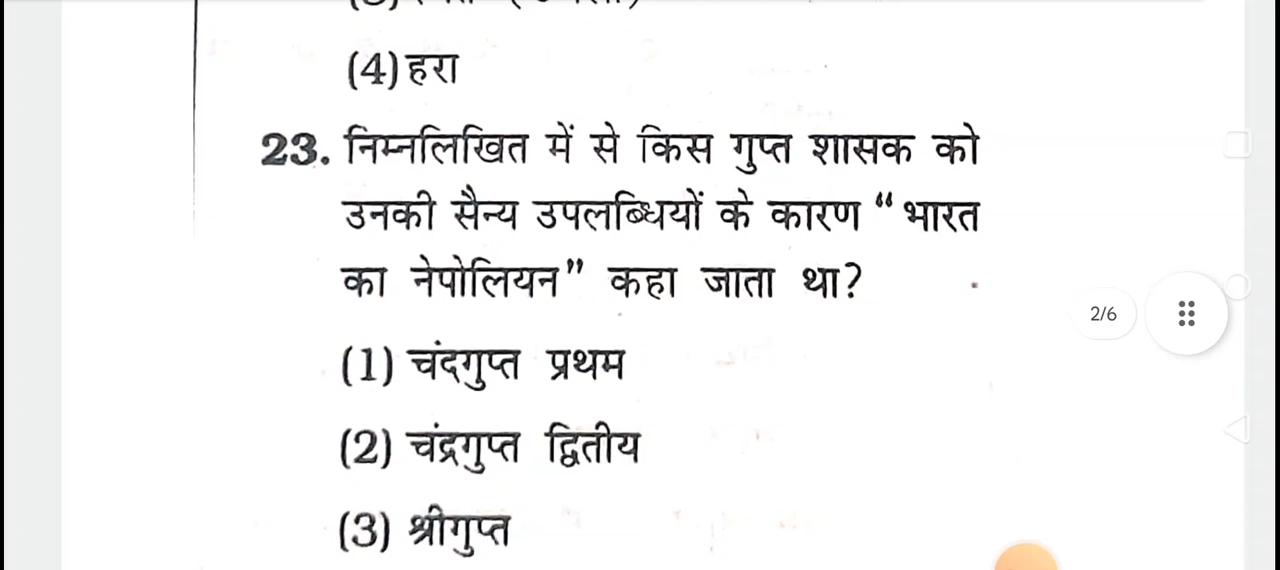 (4) हरा
23. निम्नलिखित में से किस गुप्त शासक को
उनकी सैन्य उपलब्धियों के कारण “भारत
का नेपोलियन” कहा जाता था?
2/6
(1) चंदगुप्त प्रथम
(2) चंद्रगुप्त द्वितीय
(3) श्रीगुप्त